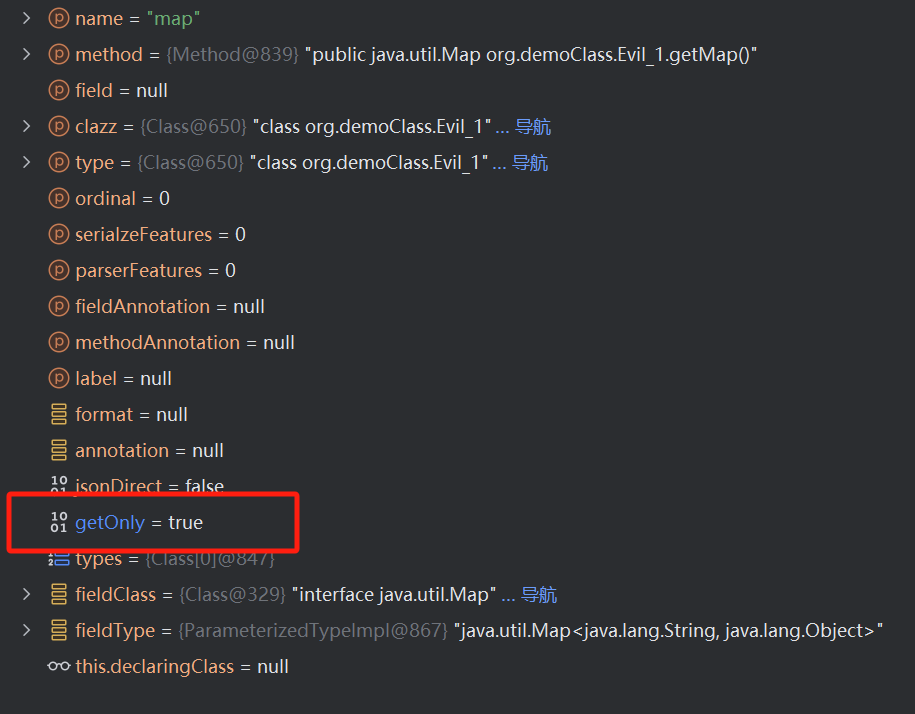 name = "map"
method = {Method@839} "public java.util.Map org.demoClass.Evil_1.getMap()"
field = null
clazz = {Class@650} "class org.demoClass.Evil_1" ... 导航
type = {Class@650} "class org.demoClass.Evil_1" ... 导航
ordinal = 0
serialzeFeatures = 0
parserFeatures = 0
fieldAnnotation = null
methodAnnotation = null
label = null
format = null
annotation = null
jsonDirect = false
getOnly = true
types = {Class[0]@847}
fieldClass = {Class@329} "interface java.util.Map" ... 导航
fieldType = {ParameterizedTypeImpl@867} "java.util.Map<java.lang.String, java.lang.Object>"
this.declaringClass = null